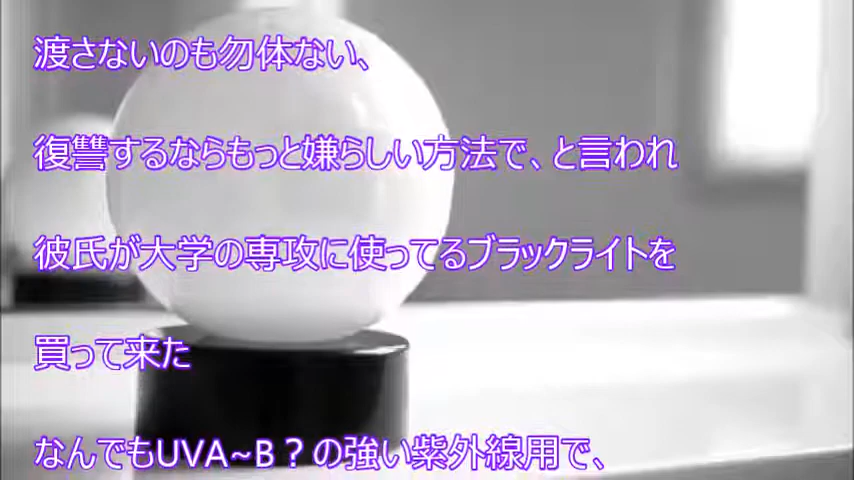 渡さないのも勿体ない、
復讐するならもっと嫌らしい方法で、と言われ
彼氏が大学の専攻に使ってるブラックライトを
買って来た
なんでもUVA~B？の強い紫外線用で、